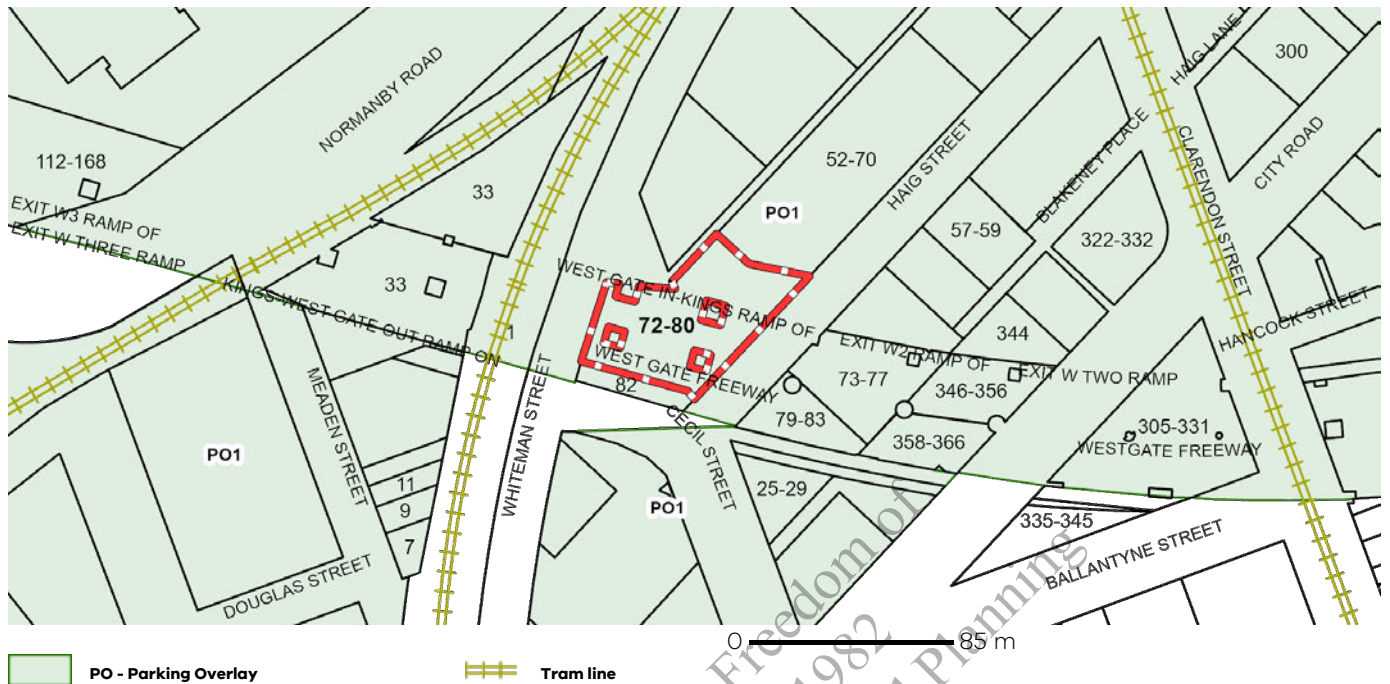 NORMANBY ROAD
HAIG LANE
300
112-168
52-70
HAIG STREET
BLAKENEY PLACE
CLARENDON STREET
CITY ROAD
33
PO1
57-59
322-332
EXIT W3 RAMP OF
EXIT W THREE RAMP
33
KINGS-WEST GATE OUT RAMP ON
WEST GATE IN-KINGS RAMP OF
72-80
1
344
HANCOCK STREET
EXIT W2 RAMP OF
EXIT W TWO RAMP
WEST GATE FREEWAY
82
73-77
346-356
MEADEN STREET
WHITEMAN STREET
CECIL STREET
79-83
358-366
305-331
WESTGATE FREEWAY
PO1
11
9
7
PO1
25-29
335-345
DOUGLAS STREET
BALLANTYNE STREET
Freedom of
1982
Planning
0 85 m
PO - Parking Overlay
Tram line